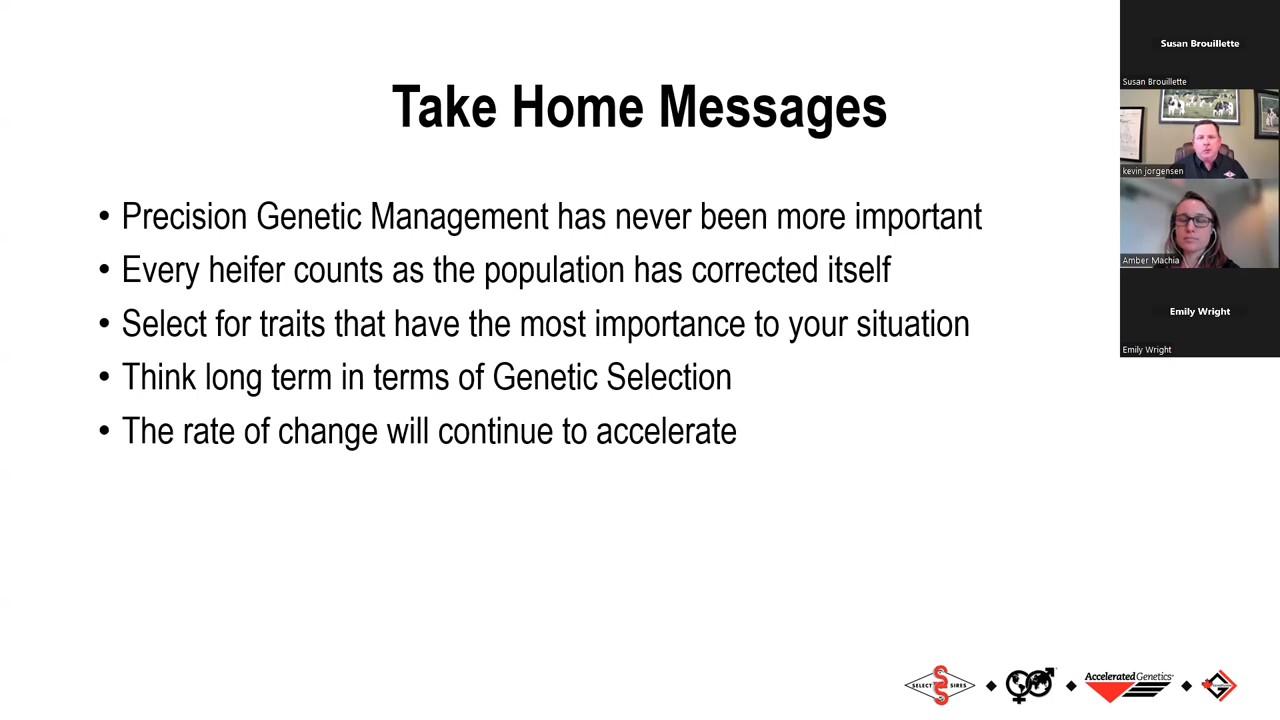 Take Home Messages
• Precision Genetic Management has never been more important
• Every heifer counts as the population has corrected itself
• Select for traits that have the most importance to your situation
• Think long term in terms of Genetic Selection
• The rate of change will continue to accelerate
Susan Brouillette
Susan Brouillette
kevin jorgensen
Amber Machia
Emily Wright
Emily Wright
SELECT SIRES
Accelerated Genetics